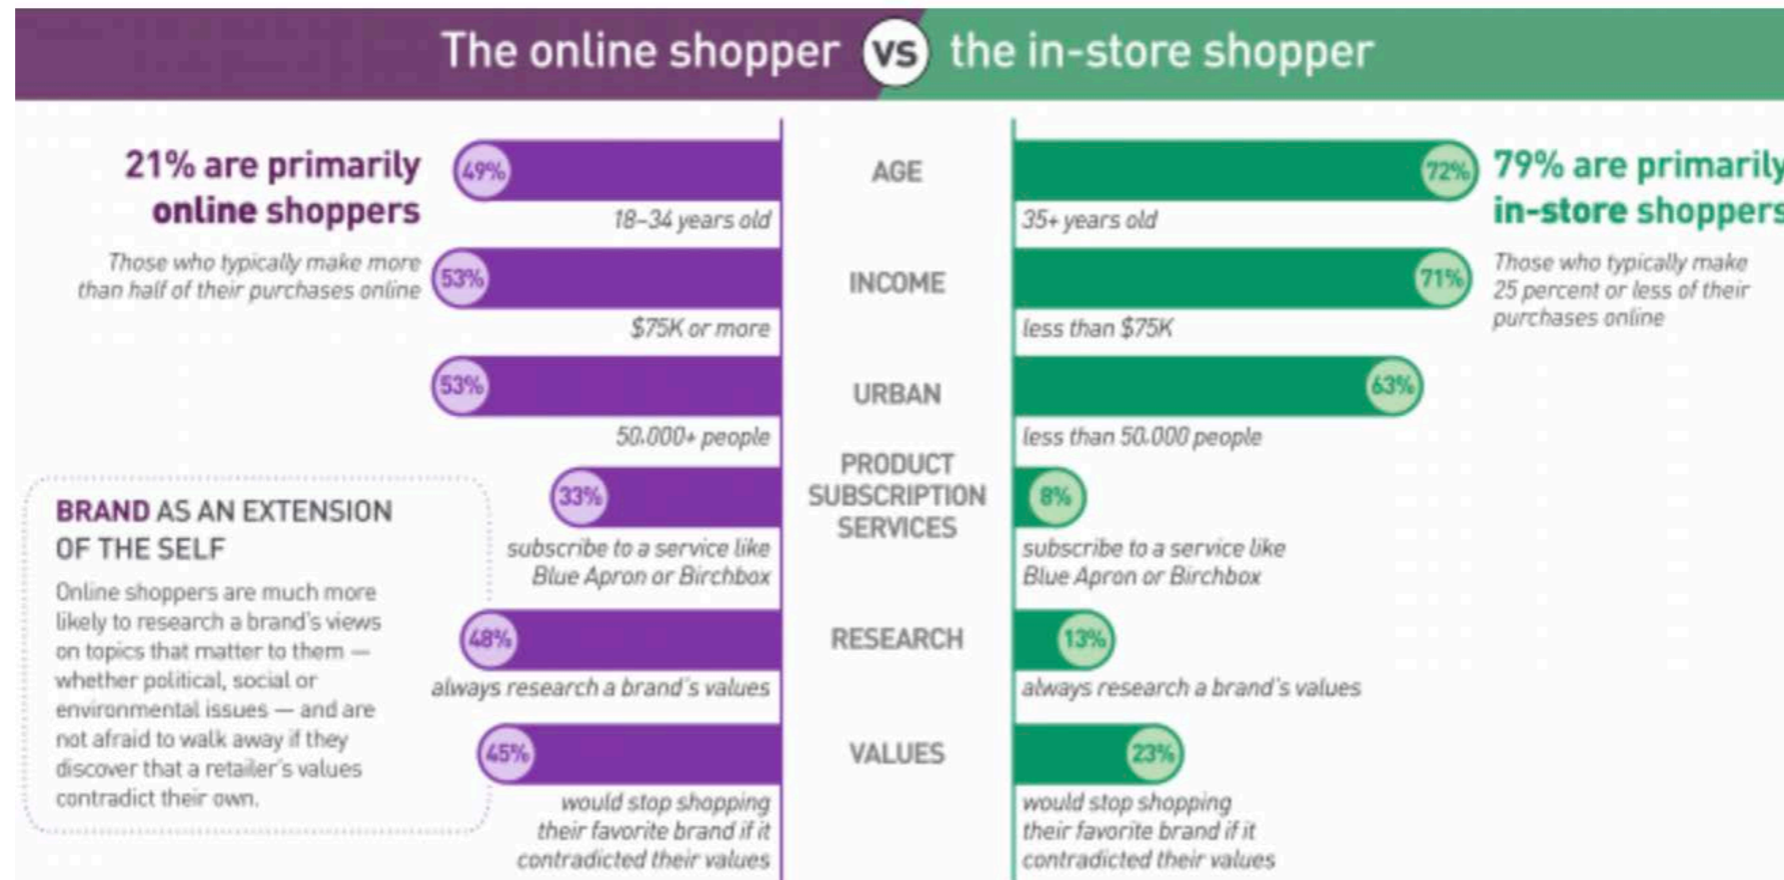 The online shopper VS the in-store shopper
21% are primarily
online shoppers
Those who typically make more
than half of their purchases online
49%
AGE
72%
18–34 years old
35+ years old
79% are primarily
in-store shoppers
Those who typically make
25 percent or less of their
purchases online
53%
INCOME
71%
$75K or more
less than $75K
53%
URBAN
63%
50,000+ people
less than 50,000 people
PRODUCT
SUBSCRIPTION
SERVICES
33%
8%
subscribe to a service like
Blue Apron or Birchbox
subscribe to a service like
Blue Apron or Birchbox
BRAND AS AN EXTENSION
OF THE SELF
Online shoppers are much more
likely to research a brand's views
on topics that matter to them —
whether political, social or
environmental issues — and are
not afraid to walk away if they
discover that a retailer's values
contradict their own.
48%
RESEARCH
13%
always research a brand's values
always research a brand's values
45%
VALUES
23%
would stop shopping
their favorite brand if it
contradicted their values
would stop shopping
their favorite brand if it
contradicted their values